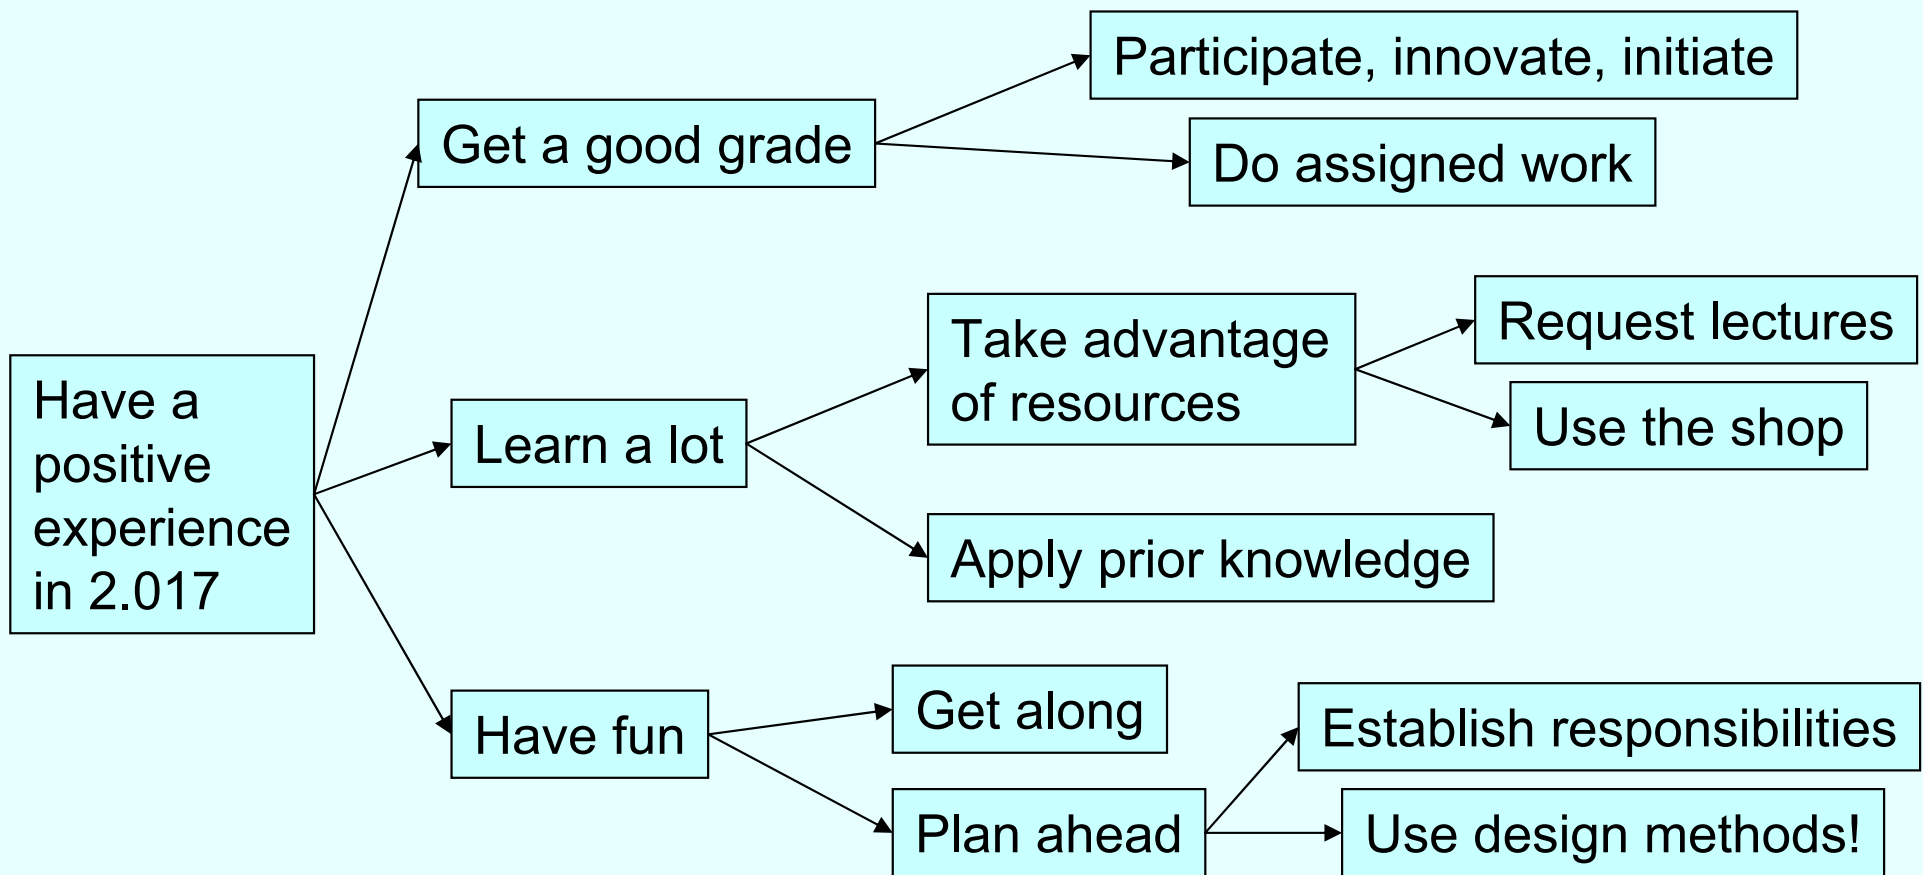 Participate, innovate, initiate
Get a good grade
Do assigned work
Have a
positive
experience
in 2.017
Learn a lot
Take advantage
of resources
Request lectures
Use the shop
Apply prior knowledge
Have fun
Get along
Plan ahead
Establish responsibilities
Use design methods!